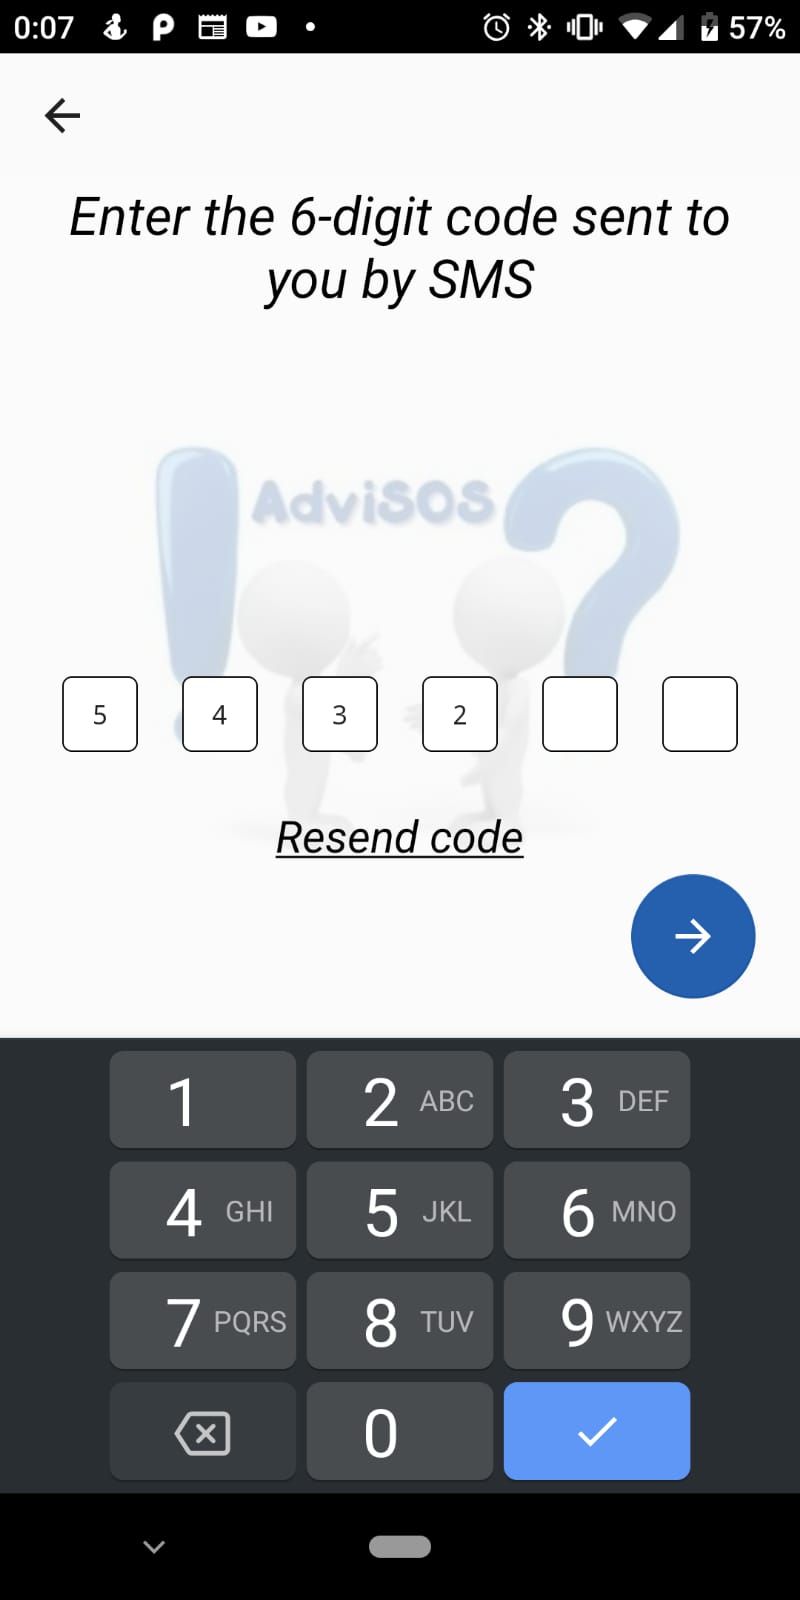 0:07 57%
Enter the 6-digit code sent to
you by SMS
AdviSOS
5 4 3 2
Resend code
1 2 ABC 3 DEF
4 GHI 5 JKL 6 MNO
7 PQRS 8 TUV 9 WXYZ
0